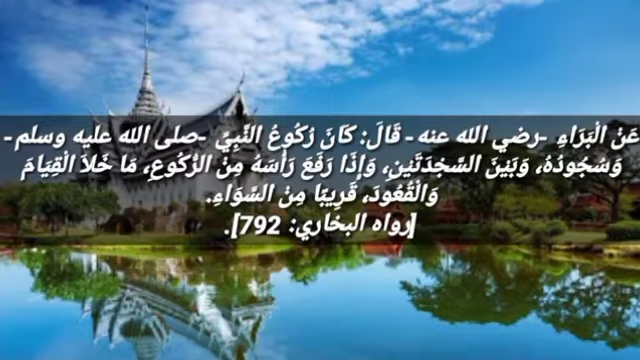 عَنْ الْبَرَاءِ -رضي الله عنه- قَالَ: كَانَ رُكُوعُ النَّبِيِّ -صلى الله عليه وسلم-
وَسُجُودُهُ، وَبَيْنَ السَّجْدَتَيْنِ، وَإِذَا رَفَعَ رَأْسَهُ مِنْ الرُّكُوعِ، مَا خَلَا الْقِيَامَ
وَالْقُعُودَ، قَرِيبًا مِنْ السَّوَاءِ.
[رواه البخاري: 792].